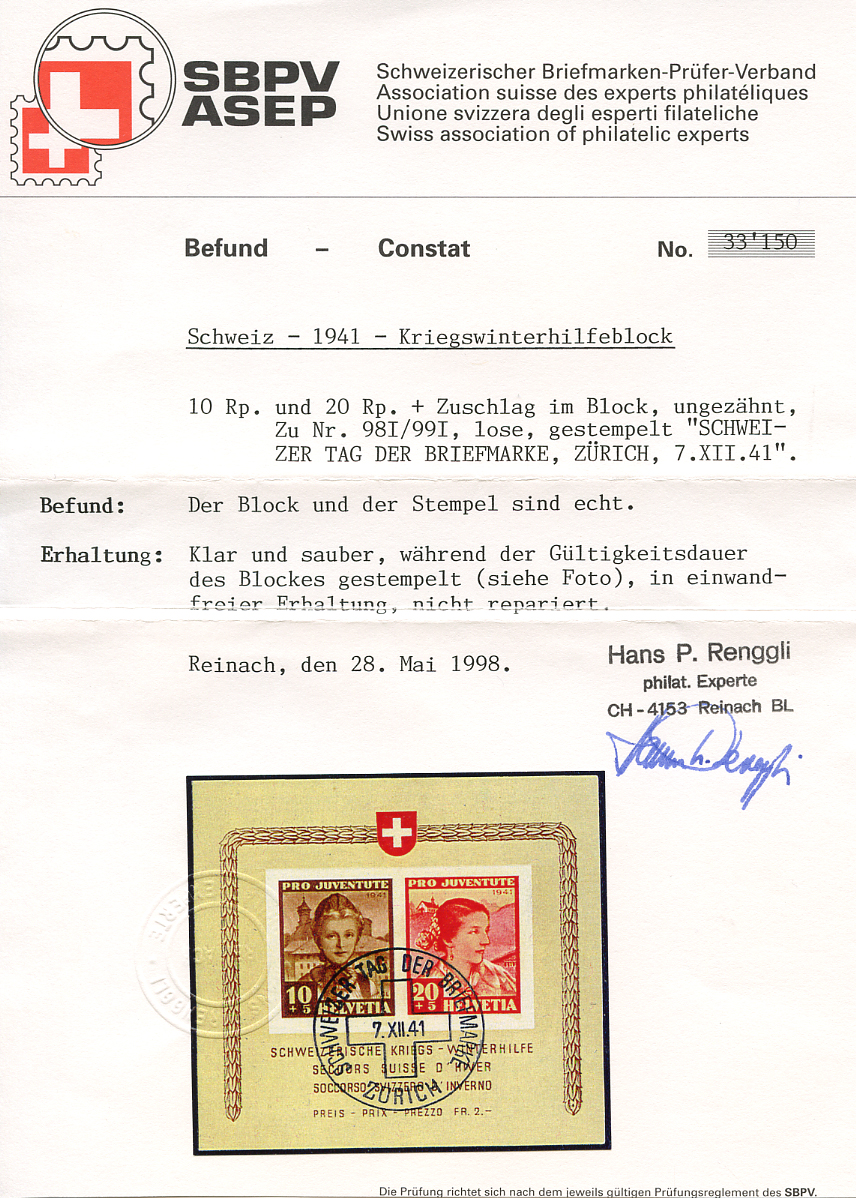 SBPV
ASEP
Schweizerischer Briefmarken-Prüfer-Verband
Association suisse des experts philatéliques
Unione svizzera degli esperti filateliche
Swiss association of philatelic experts
Befund – Constat No. 33'150
Schweiz - 1941 - Kriegswinterhilfeblock
10 Rp. und 20 Rp. + Zuschlag im Block, ungezähnt,
Zu Nr. 98I/99I, lose, gestempelt "SCHWEI-
ZER TAG DER BRIEFMARKE, ZÜRICH, 7.XII.41".
Befund: Der Block und der Stempel sind echt.
Erhaltung: Klar und sauber, während der Gültigkeitsdauer
des Blockes gestempelt (siehe Foto), in einwand-
freier Erhaltung, nicht repariert.
Reinach, den 28. Mai 1998.
Hans P. Renggli
philat. Experte
CH-4153 Reinach BL
PRO JUVENTUTE PRO JUVENTUTE
1941 1941
10+5 HELVETIA 20+5 HELVETIA
SCHWEIZER TAG DER BRIEFMARKE
7.XII.41
ZÜRICH
SCHWEIZERISCHE KRIEGS-WINTERHILFE
SECOURS SUISSE D'HIVER
SOCCORSO SVIZZERO D'INVERNO
PREIS - PRIX - PREZZO FR. 2.-
Die Prüfung richtet sich nach dem jeweils gültigen Prüfungsreglement des SBPV.